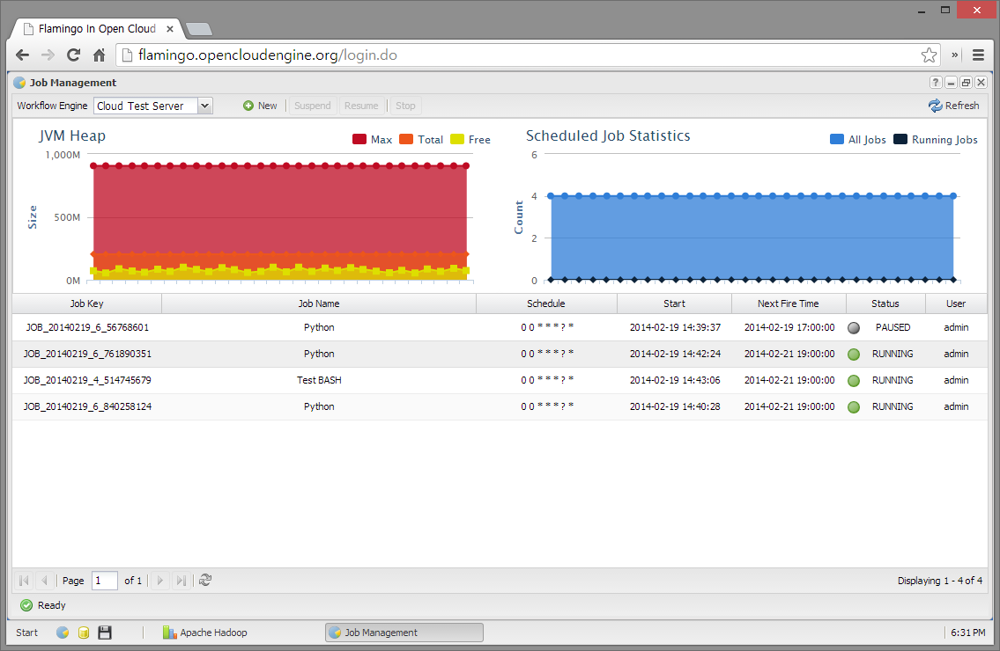 Flamingo In Open Cloud
flamingo.opencloudengine.org/login.do
Job Management
Workflow Engine Cloud Test Server New Suspend Resume Stop Refresh
JVM Heap Max Total Free
1,000M
500M
0M
Size
Scheduled Job Statistics All Jobs Running Jobs
6
4
2
0
Count
Job Key Job Name Schedule Start Next Fire Time Status User
JOB_20140219_6_56768601 Python 0 0 * * * ? * 2014-02-19 14:39:37 2014-02-19 17:00:00 PAUSED admin
JOB_20140219_6_761890351 Python 0 0 * * * ? * 2014-02-19 14:42:24 2014-02-21 19:00:00 RUNNING admin
JOB_20140219_4_514745679 Test BASH 0 0 * * * ? * 2014-02-19 14:43:06 2014-02-21 19:00:00 RUNNING admin
JOB_20140219_6_840258124 Python 0 0 * * * ? * 2014-02-19 14:40:28 2014-02-21 19:00:00 RUNNING admin
Page 1 of 1 Displaying 1 - 4 of 4
Ready
Start Apache Hadoop Job Management 6:31 PM